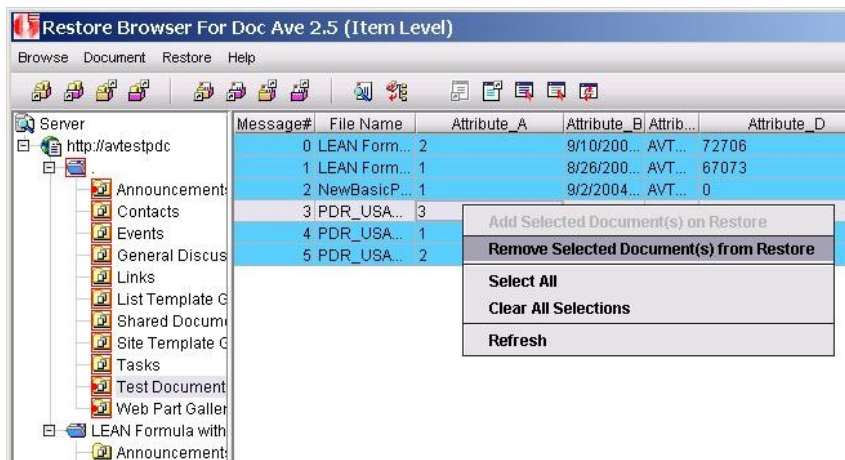 Restore Browser For Doc Ave 2.5 (Item Level)
Browse Document Restore Help
Server
http://avtestpdc
.
Announcements
Contacts
Events
General Discus
Links
List Template G
Shared Docum
Site Template G
Tasks
Test Document
Web Part Galler
LEAN Formula with
Announcements
Message# File Name Attribute_A Attribute_B Attrib... Attribute_D
0 LEAN Form... 2 9/10/200... AVT... 72706
1 LEAN Form... 1 8/26/200... AVT... 67073
2 NewBasicP... 1 9/2/2004... AVT... 0
3 PDR_USA... 3
4 PDR_USA... 1
5 PDR_USA... 2
Add Selected Document(s) on Restore
Remove Selected Document(s) from Restore
Select All
Clear All Selections
Refresh